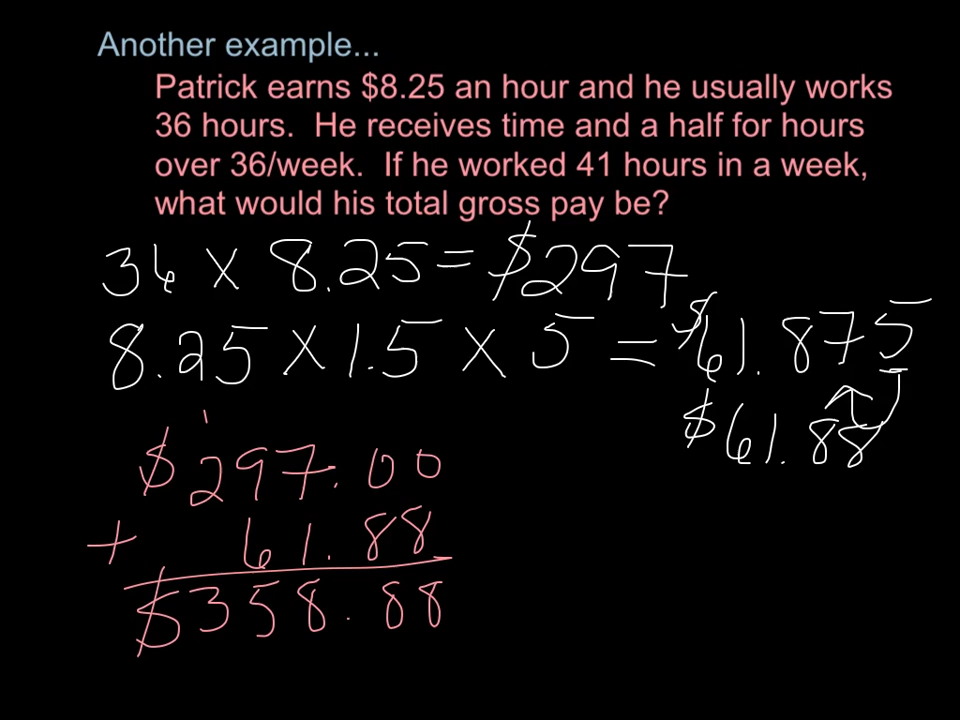 Another example...
Patrick earns $8.25 an hour and he usually works
36 hours. He receives time and a half for hours
over 36/week. If he worked 41 hours in a week,
what would his total gross pay be?
36 x 8.25 = $297
8.25 x 1.5 x 5 = $61.875
$61.88
1
$297.00
+ 61.88
$358.88